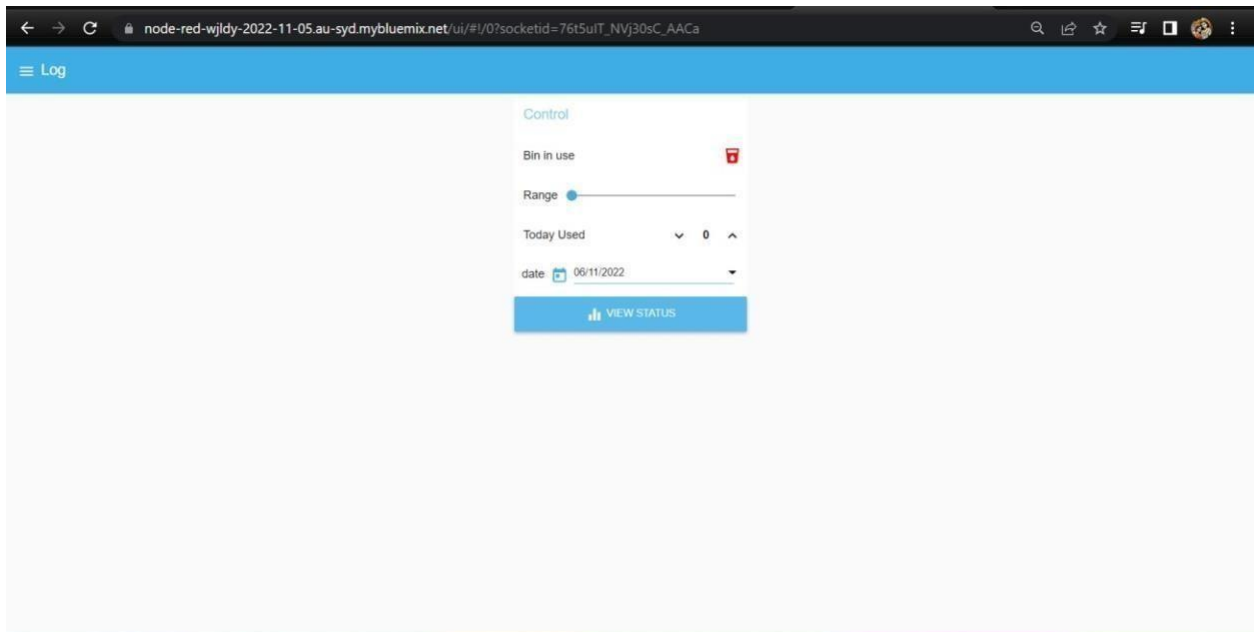 node-red-wjldy-2022-11-05.au-syd.mybluemix.net/ui/#!/0?socketid=76t5uIT_NVj30sC_AACa
Log
Control
Bin in use
Range
Today Used 0
date 06/11/2022
VIEW STATUS